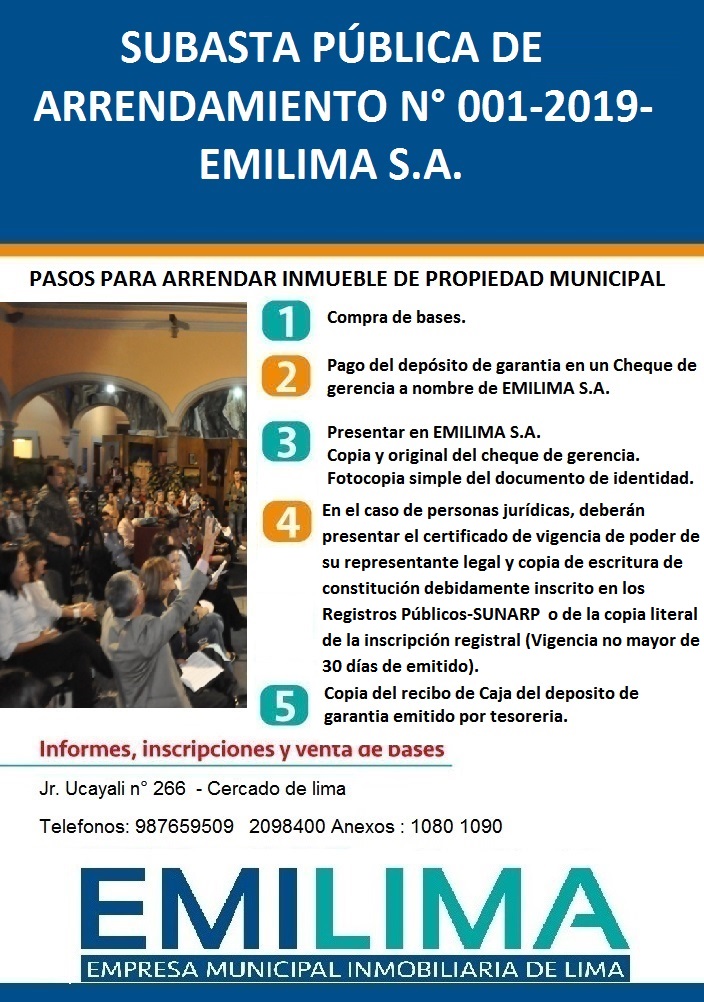 SUBASTA PÚBLICA DE
ARRENDAMIENTO N° 001-2019-
EMILIMA S.A.
PASOS PARA ARRENDAR INMUEBLE DE PROPIEDAD MUNICIPAL
1 Compra de bases.
2 Pago del depósito de garantia en un Cheque de
gerencia a nombre de EMILIMA S.A.
3 Presentar en EMILIMA S.A.
Copia y original del cheque de gerencia.
Fotocopia simple del documento de identidad.
4 En el caso de personas jurídicas, deberán
presentar el certificado de vigencia de poder de
su representante legal y copia de escritura de
constitución debidamente inscrito en los
Registros Públicos-SUNARP o de la copia literal
de la inscripción registral (Vigencia no mayor de
30 días de emitido).
5 Copia del recibo de Caja del deposito de
garantia emitido por tesoreria.
Informes, inscripciones y venta de bases
Jr. Ucayali n° 266 - Cercado de lima
Telefonos: 987659509 2098400 Anexos : 1080 1090
EMILIMA
EMPRESA MUNICIPAL INMOBILIARIA DE LIMA